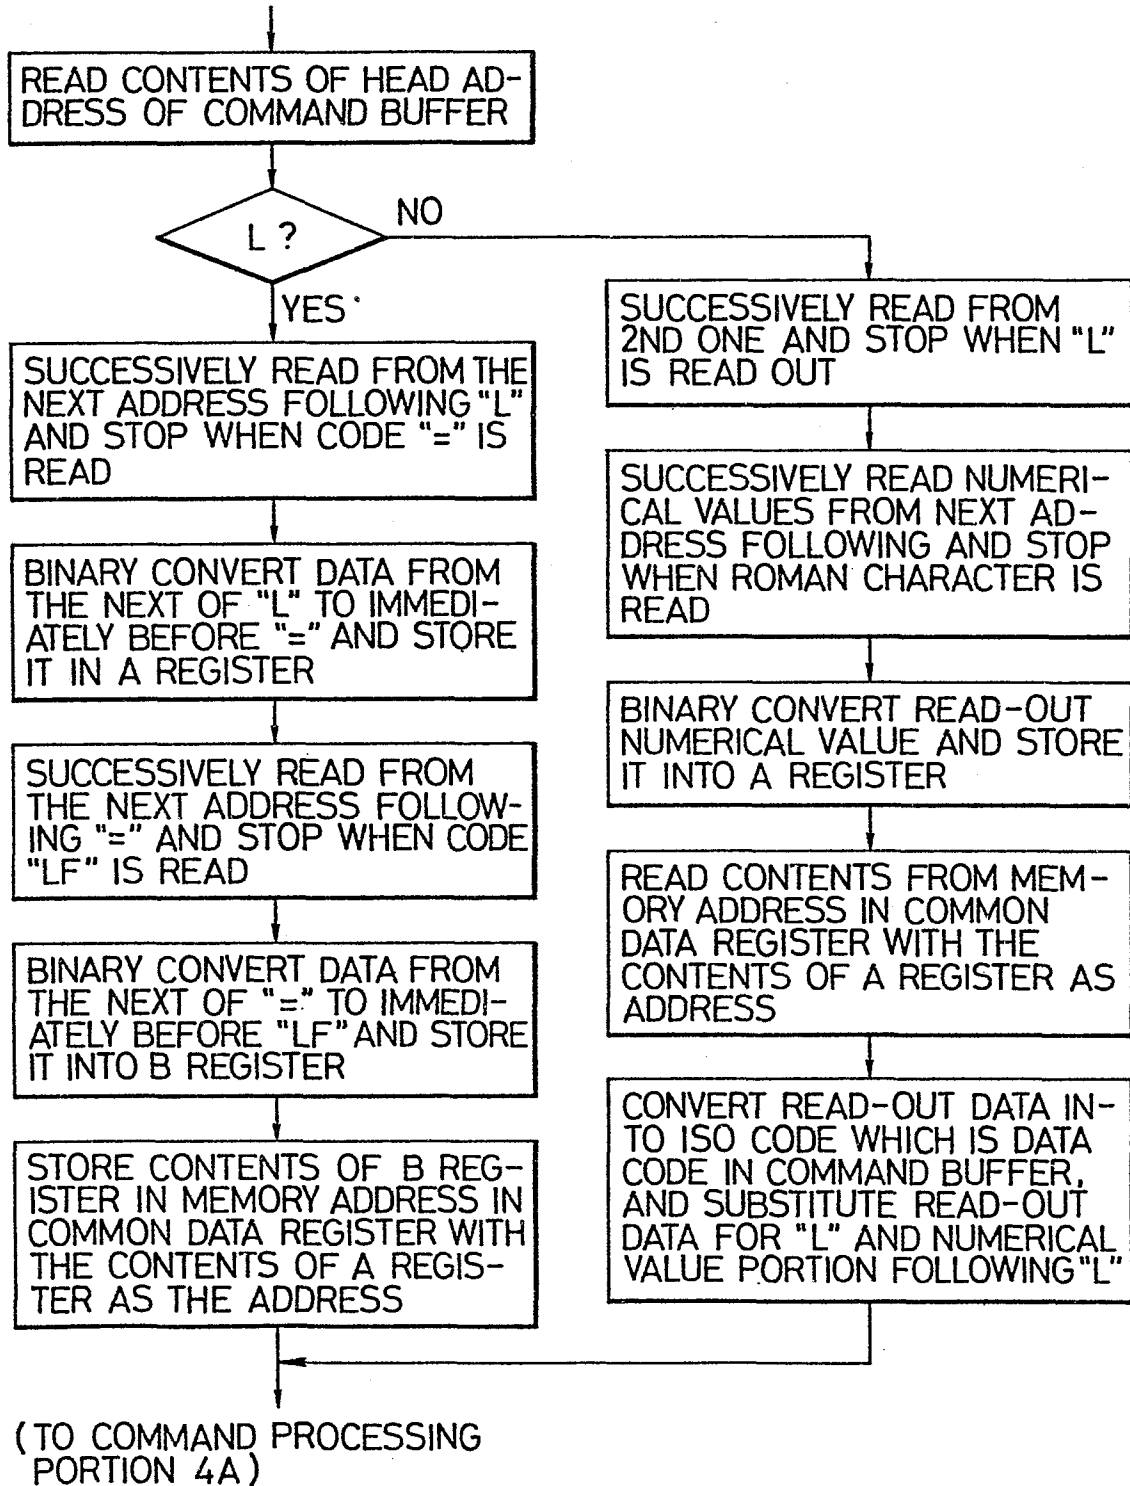 READ CONTENTS OF HEAD AD-
DRESS OF COMMAND BUFFER
L ?
NO
YES
SUCCESSIVELY READ FROM THE
NEXT ADDRESS FOLLOWING "L"
AND STOP WHEN CODE "=" IS
READ
BINARY CONVERT DATA FROM
THE NEXT OF "L" TO IMMEDI-
ATELY BEFORE "=" AND STORE
IT IN A REGISTER
SUCCESSIVELY READ FROM
THE NEXT ADDRESS FOLLOW-
ING "=" AND STOP WHEN CODE
"LF" IS READ
BINARY CONVERT DATA FROM
THE NEXT OF "=" TO IMMEDI-
ATELY BEFORE "LF" AND STORE
IT INTO B REGISTER
STORE CONTENTS OF B REG-
ISTER IN MEMORY ADDRESS IN
COMMON DATA REGISTER WITH
THE CONTENTS OF A REGIS-
TER AS THE ADDRESS
SUCCESSIVELY READ FROM
2ND ONE AND STOP WHEN "L"
IS READ OUT
SUCCESSIVELY READ NUMERI-
CAL VALUES FROM NEXT AD-
DRESS FOLLOWING AND STOP
WHEN ROMAN CHARACTER IS
READ
BINARY CONVERT READ-OUT
NUMERICAL VALUE AND STORE
IT INTO A REGISTER
READ CONTENTS FROM MEM-
ORY ADDRESS IN COMMON
DATA REGISTER WITH THE
CONTENTS OF A REGISTER AS
ADDRESS
CONVERT READ-OUT DATA IN-
TO ISO CODE WHICH IS DATA
CODE IN COMMAND BUFFER,
AND SUBSTITUTE READ-OUT
DATA FOR "L" AND NUMERICAL
VALUE PORTION FOLLOWING "L"
(TO COMMAND PROCESSING
PORTION 4A)